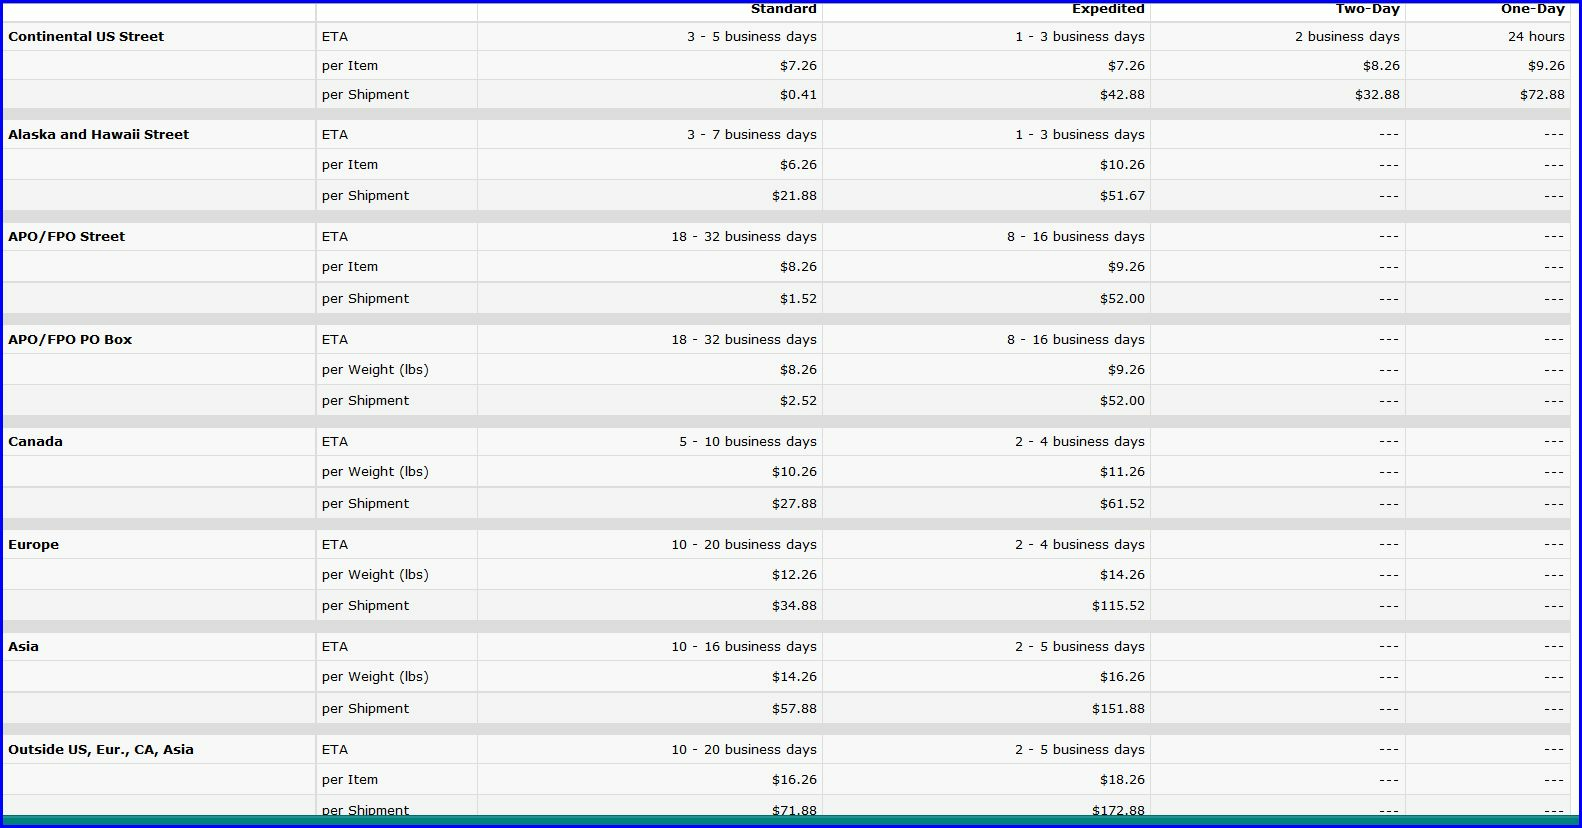 Standard Expedited Two-Day One-Day
Continental US Street ETA 3 - 5 business days 1 - 3 business days 2 business days 24 hours
per Item $7.26 $7.26 $8.26 $9.26
per Shipment $0.41 $42.88 $32.88 $72.88
Alaska and Hawaii Street ETA 3 - 7 business days 1 - 3 business days --- ---
per Item $6.26 $10.26 --- ---
per Shipment $21.88 $51.67 --- ---
APO/FPO Street ETA 18 - 32 business days 8 - 16 business days --- ---
per Item $8.26 $9.26 --- ---
per Shipment $1.52 $52.00 --- ---
APO/FPO PO Box ETA 18 - 32 business days 8 - 16 business days --- ---
per Weight (lbs) $8.26 $9.26 --- ---
per Shipment $2.52 $52.00 --- ---
Canada ETA 5 - 10 business days 2 - 4 business days --- ---
per Weight (lbs) $10.26 $11.26 --- ---
per Shipment $27.88 $61.52 --- ---
Europe ETA 10 - 20 business days 2 - 4 business days --- ---
per Weight (lbs) $12.26 $14.26 --- ---
per Shipment $34.88 $115.52 --- ---
Asia ETA 10 - 16 business days 2 - 5 business days --- ---
per Weight (lbs) $14.26 $16.26 --- ---
per Shipment $57.88 $151.88 --- ---
Outside US, Eur., CA, Asia ETA 10 - 20 business days 2 - 5 business days --- ---
per Item $16.26 $18.26 --- ---
per Shipment $71.88 $172.88 --- ---